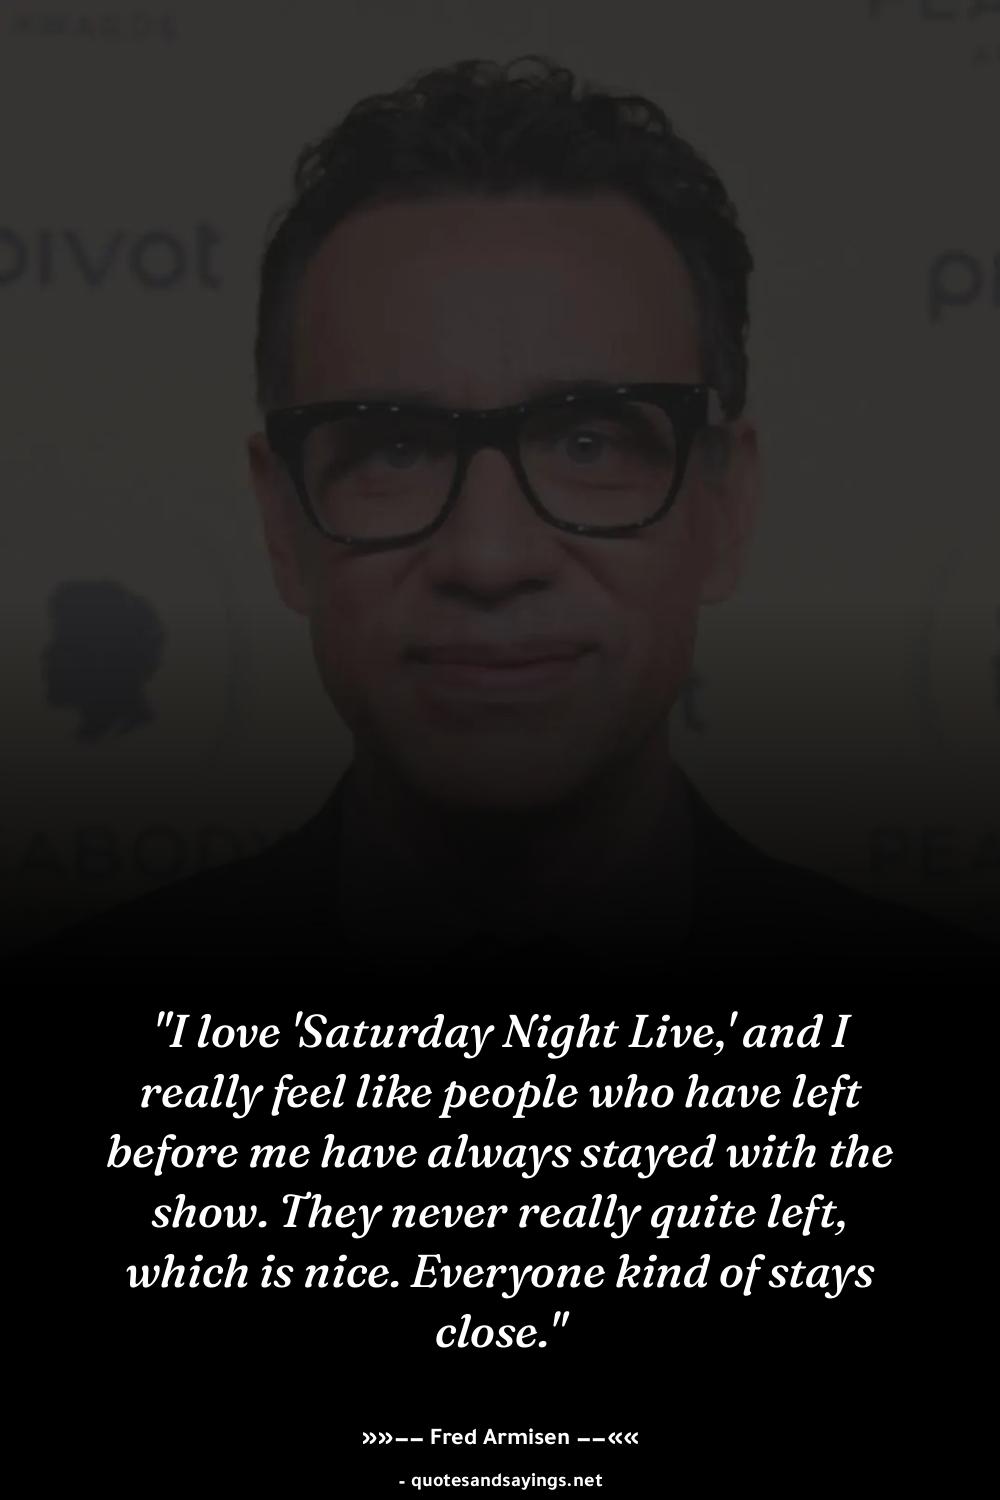 AWARDS
pivot
"I love 'Saturday Night Live,' and I
really feel like people who have left
before me have always stayed with the
show. They never really quite left,
which is nice. Everyone kind of stays
close."
»»−− Fred Armisen −−««
- quotesandsayings.net